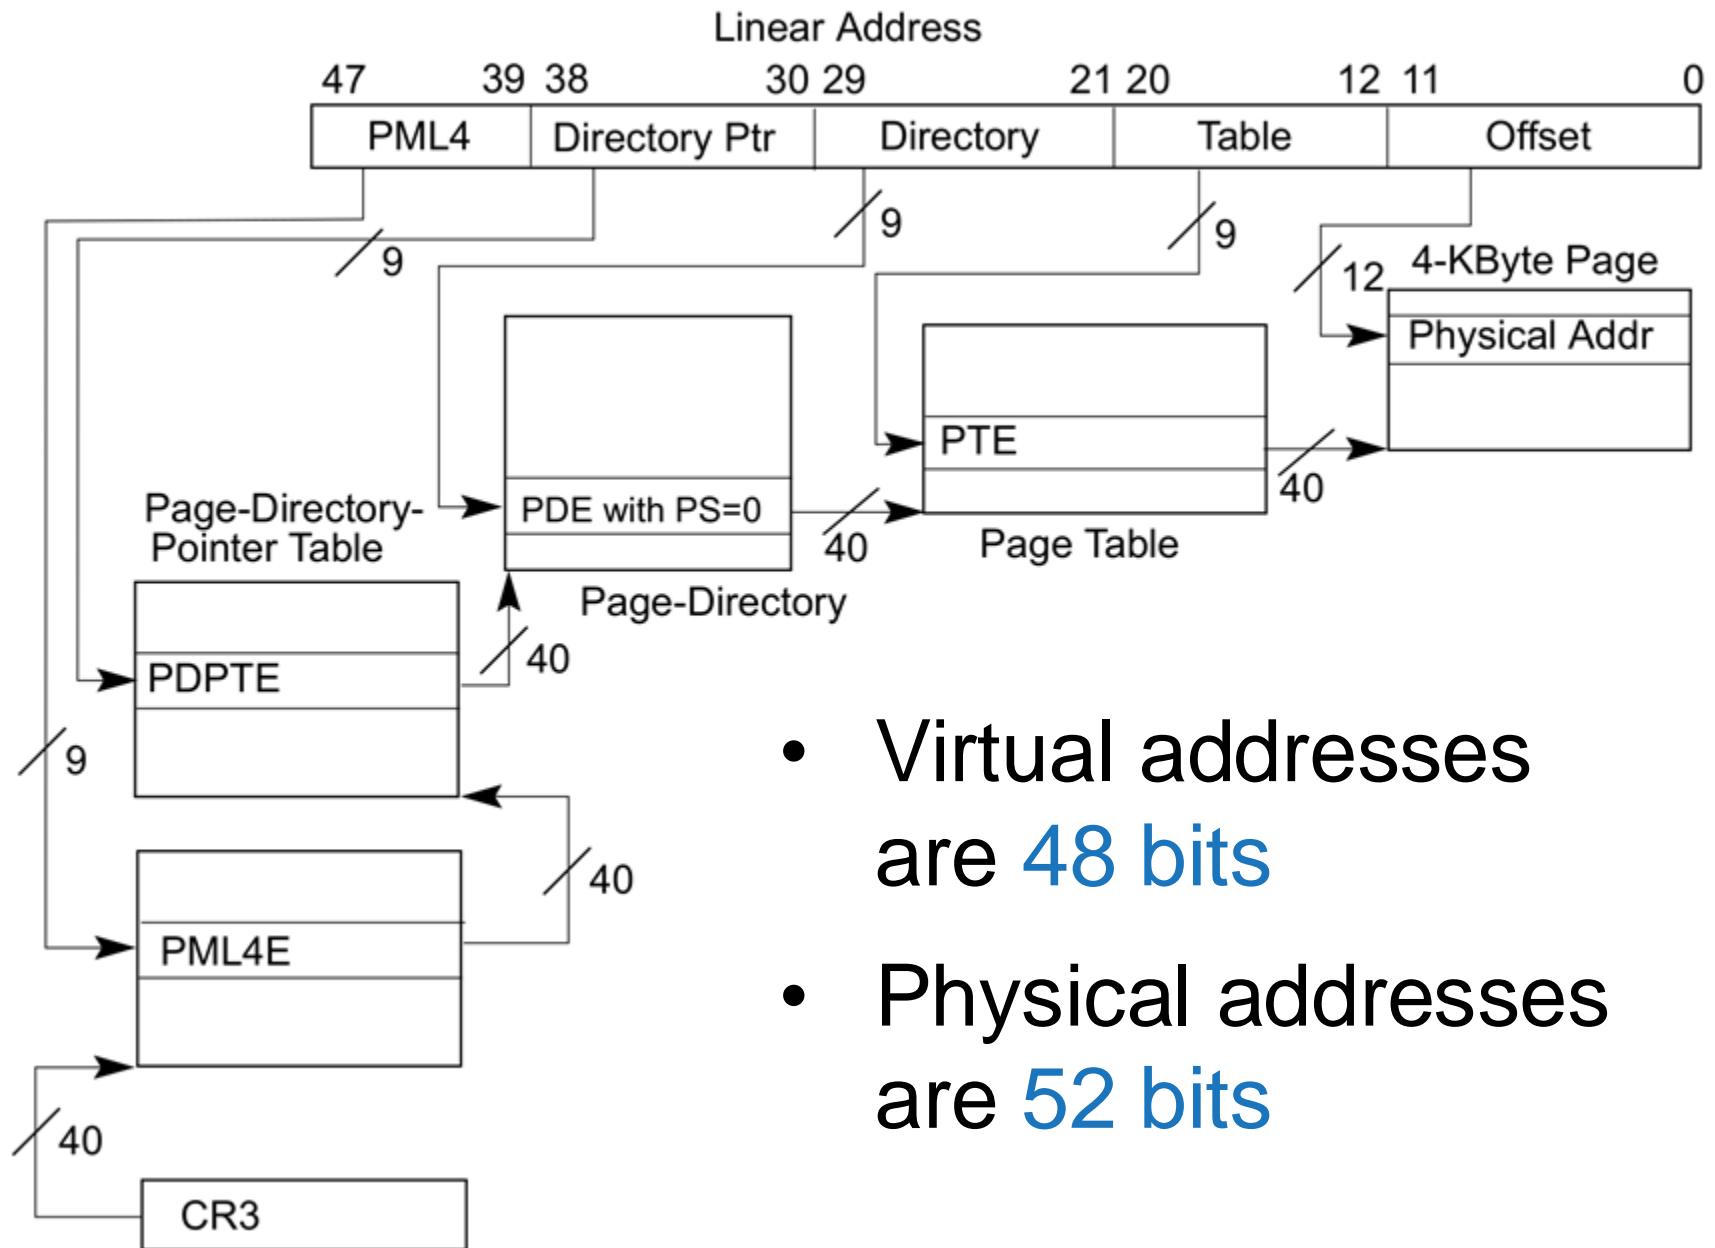 Linear Address
47 39 38 30 29 21 20 12 11 0
PML4 Directory Ptr Directory Table Offset
9
9
9
12
4-KByte Page
Physical Addr
PTE
40
PDE with PS=0
40
Page Table
Page-Directory-
Pointer Table
Page-Directory
40
PDPTE
9
40
PML4E
40
CR3
• Virtual addresses
are 48 bits
• Physical addresses
are 52 bits